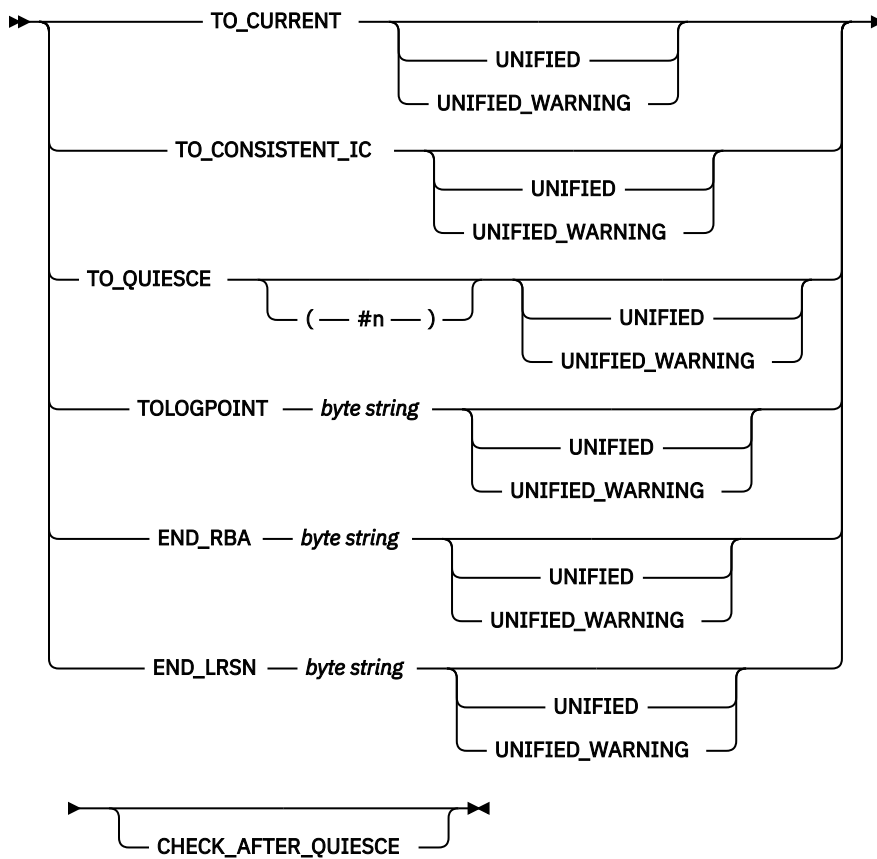 TO_CURRENT
UNIFIED
UNIFIED_WARNING
TO_CONSISTENT_IC
UNIFIED
UNIFIED_WARNING
TO_QUIESCE
( #n ) UNIFIED
UNIFIED_WARNING
TOLOGPOINT byte string
UNIFIED
UNIFIED_WARNING
END_RBA byte string
UNIFIED
UNIFIED_WARNING
END_LRSN byte string
UNIFIED
UNIFIED_WARNING
CHECK_AFTER_QUIESCE